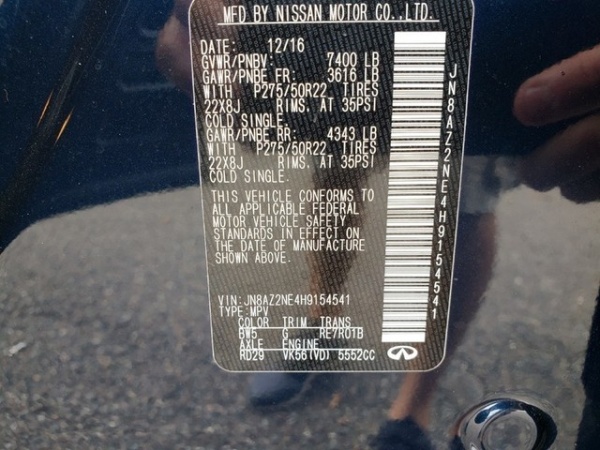 MFD BY NISSAN MOTOR CO.,LTD.
DATE: 12/16
GVWR/PNBV: 7400 LB
GAWR/PNBE FR: 3616 LB
WITH P275/50R22 TIRES
22X8J RIMS. AT 35PSI
COLD SINGLE.
GAWR/PNBE RR: 4343 LB
WITH P275/50R22 TIRES
22X8J RIMS. AT 35PSI
COLD SINGLE.
THIS VEHICLE CONFORMS TO
ALL APPLICABLE FEDERAL
MOTOR VEHICLE SAFETY
STANDARDS IN EFFECT ON
THE DATE OF MANUFACTURE
SHOWN ABOVE.
VIN:JN8AZ2NE4H9154541
TYPE:MPV
COLOR TRIM TRANS
BW5 G RE7R01B
AXLE ENGINE
RD29 VK56(VD) 5552CC
JN8AZ2NE4H9154541